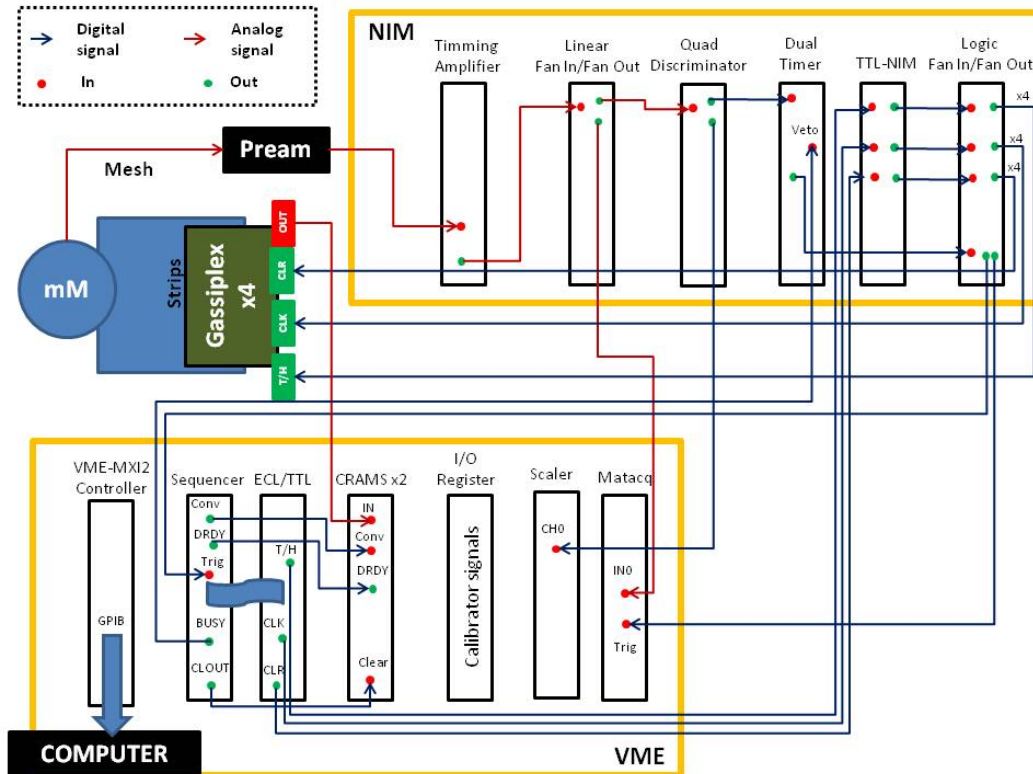 Digital
signal
Analog
signal
In
Out
NIM
Timming
Amplifier
Linear
Fan In/Fan Out
Quad
Discriminator
Dual
Timer
TTL-NIM
Logic
Fan In/Fan Out
x4
x4
x4
Veto
Pream
Mesh
mM
Strips
Gassiplex
x4
OUT
CLR
CLK
T/H
VME-MXI2
Controller
Sequencer
ECL/TTL
CRAMS x2
I/O
Register
Scaler
Matacq
GPIB
Conv
DRDY
Trig
BUSY
CLOUT
T/H
CLK
CLR
IN
Conv
DRDY
Clear
Calibrator signals
CH0
IN0
Trig
COMPUTER
VME